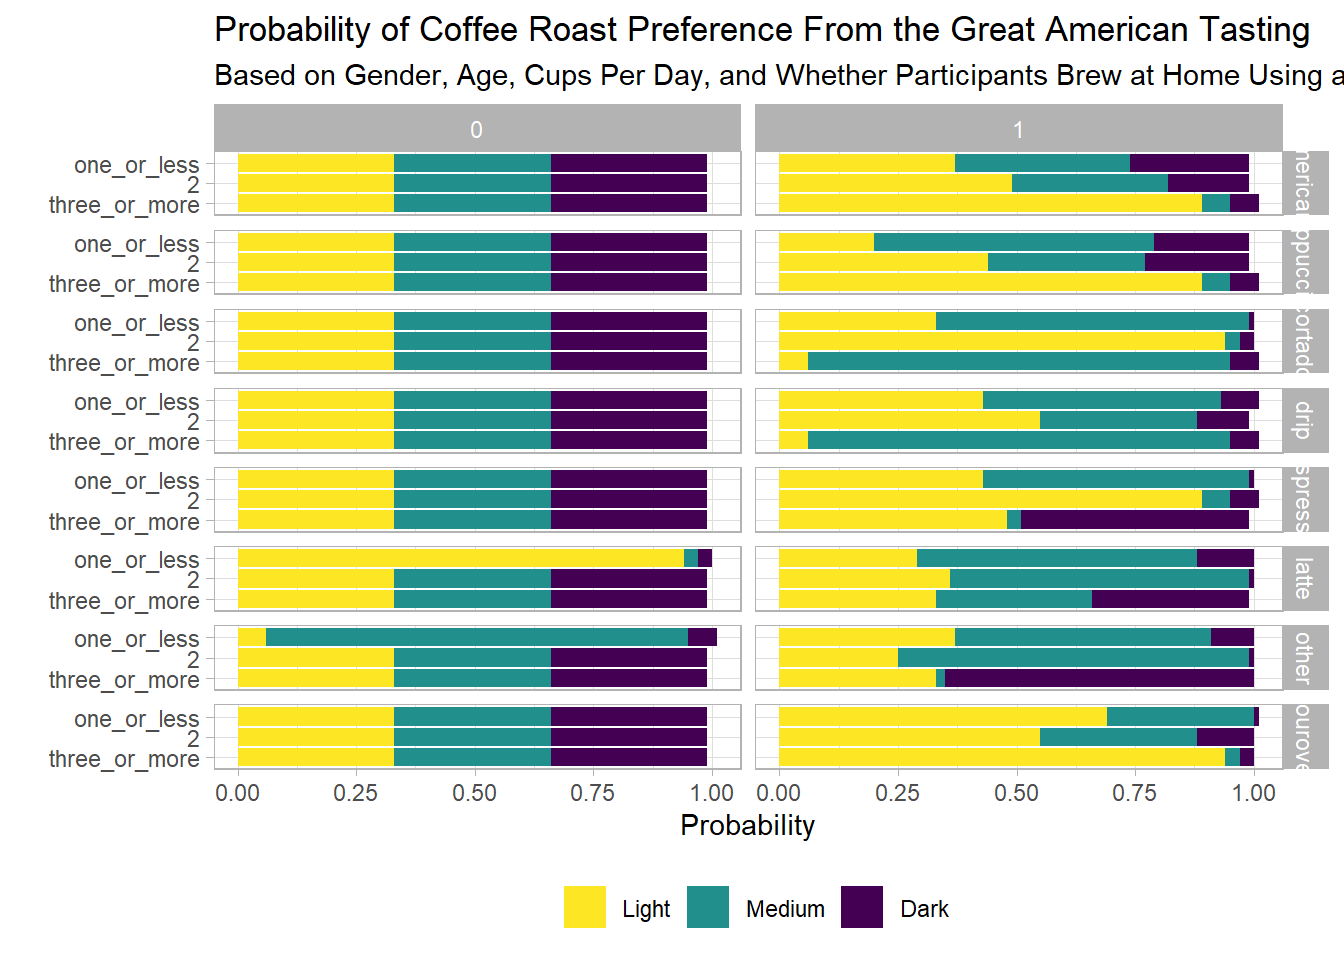 Probability of Coffee Roast Preference From the Great American Tasting
Based on Gender, Age, Cups Per Day, and Whether Participants Brew at Home Using a
0
1
one_or_less
2
three_or_more
one_or_less
2
three_or_more
one_or_less
2
three_or_more
cortado
one_or_less
2
three_or_more
drip
one_or_less
2
three_or_more
one_or_less
2
three_or_more
latte
one_or_less
2
three_or_more
other
one_or_less
2
three_or_more
0.00 0.25 0.50 0.75 1.00 0.00 0.25 0.50 0.75 1.00
Probability
Light Medium Dark